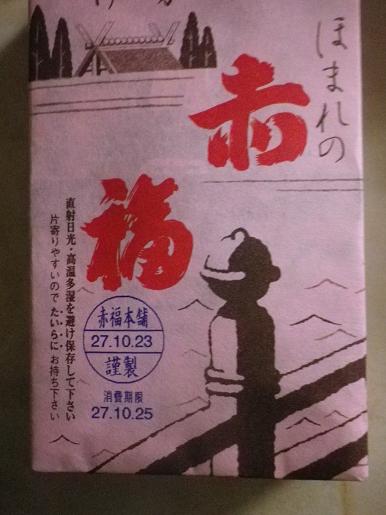 ほまれの
赤
福
直射日光・高温多湿を避け保存して下さい
片寄りやすいので たいらに お持ち下さい
赤福本舗
27.10.23
謹製
消費期限
27.10.25